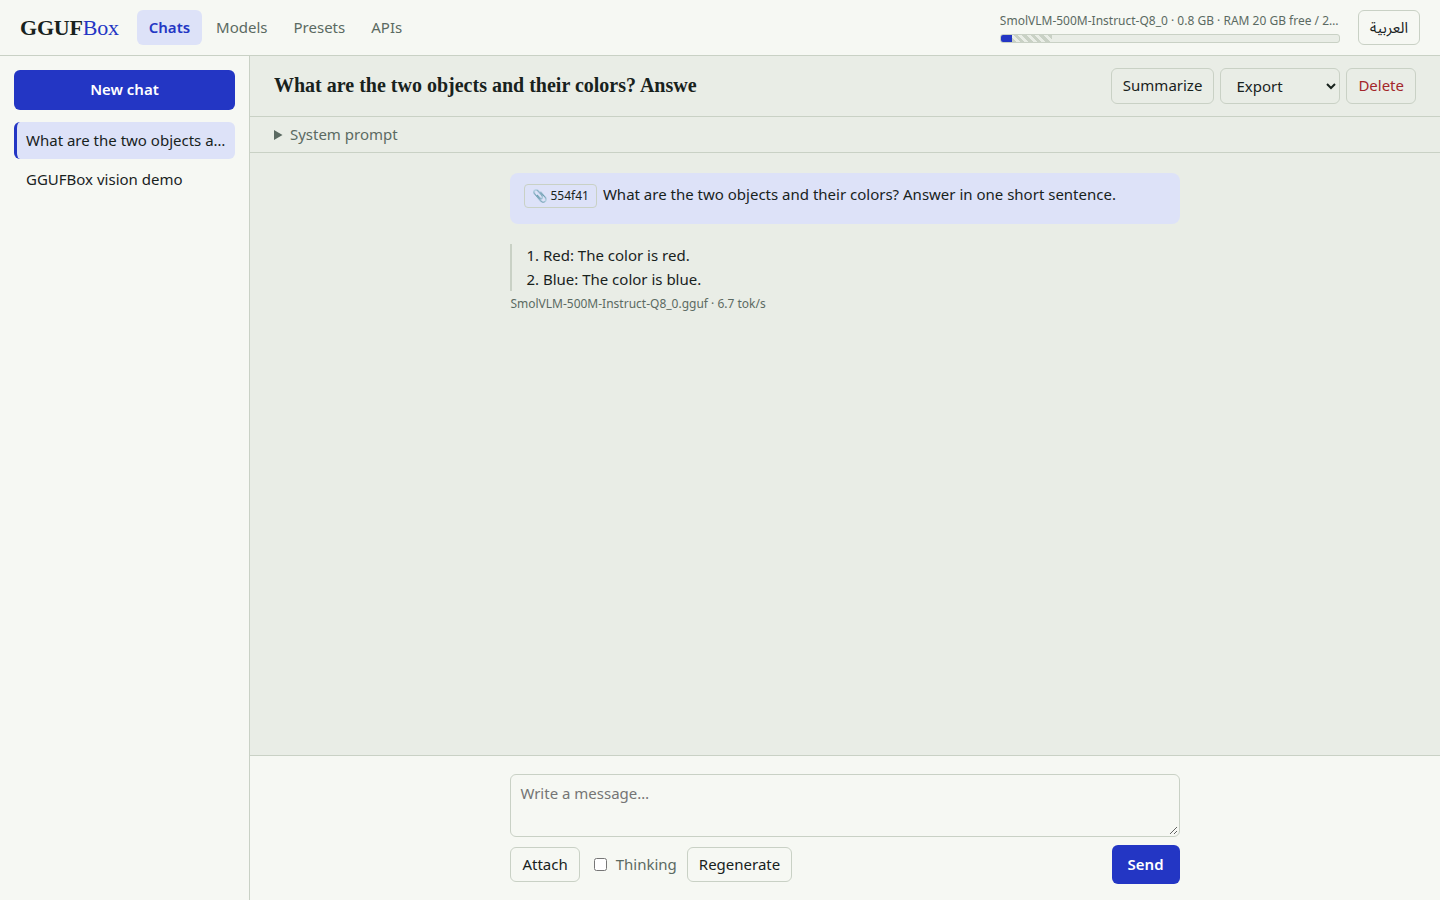 GGUFBox
Chats
Models
Presets
APIs
SmolVLM-500M-Instruct-Q8_0 · 0.8 GB · RAM 20 GB free / 2...
العربية
New chat
What are the two objects a...
GGUFBox vision demo
What are the two objects and their colors? Answe
Summarize
Export
Delete
System prompt
554f41 What are the two objects and their colors? Answer in one short sentence.
1. Red: The color is red.
2. Blue: The color is blue.
SmolVLM-500M-Instruct-Q8_0.gguf · 6.7 tok/s
Write a message...
Attach
Thinking
Regenerate
Send